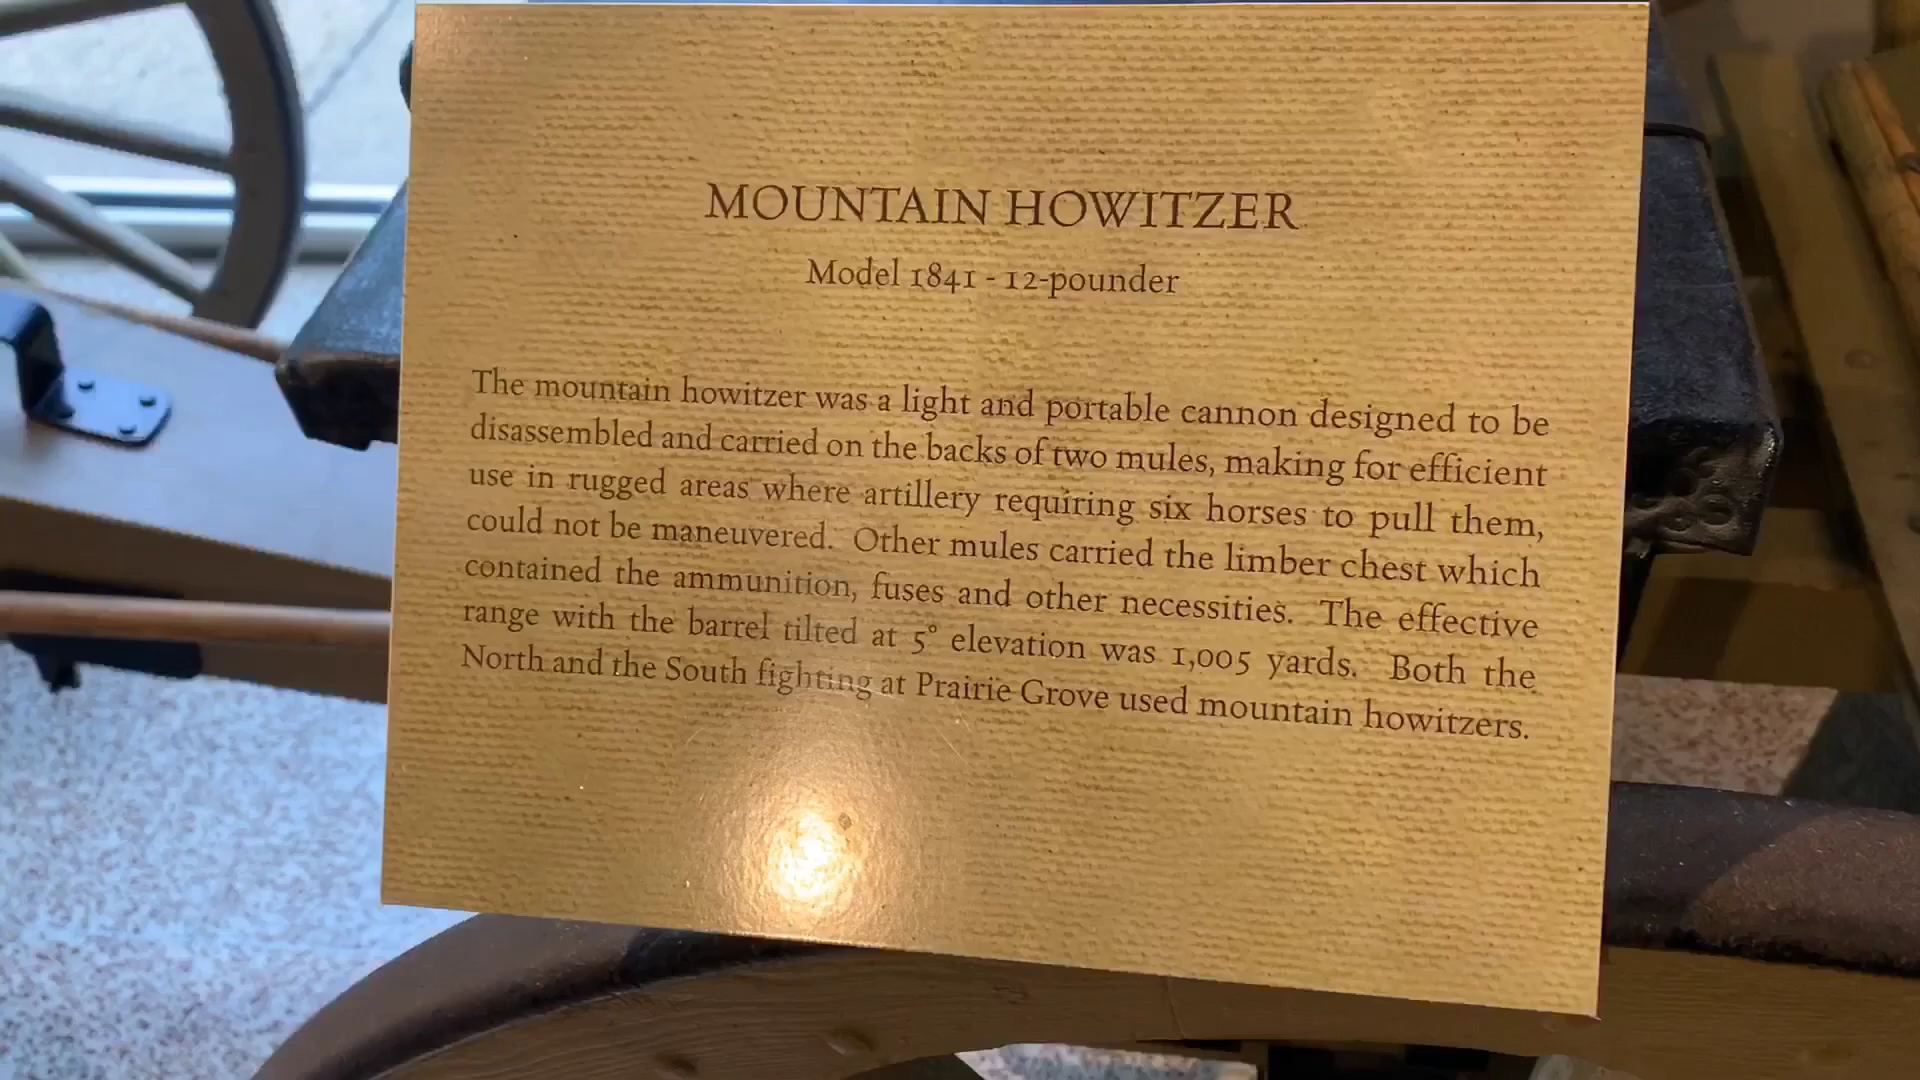 MOUNTAIN HOWITZER
Model 1841 - 12-pounder
The mountain howitzer was a light and portable cannon designed to be
disassembled and carried on the backs of two mules, making for efficient
use in rugged areas where artillery requiring six horses to pull them,
could not be maneuvered. Other mules carried the limber chest which
contained the ammunition, fuses and other necessities. The effective
range with the barrel tilted at 5° elevation was 1,005 yards. Both the
North and the South fighting at Prairie Grove used mountain howitzers.